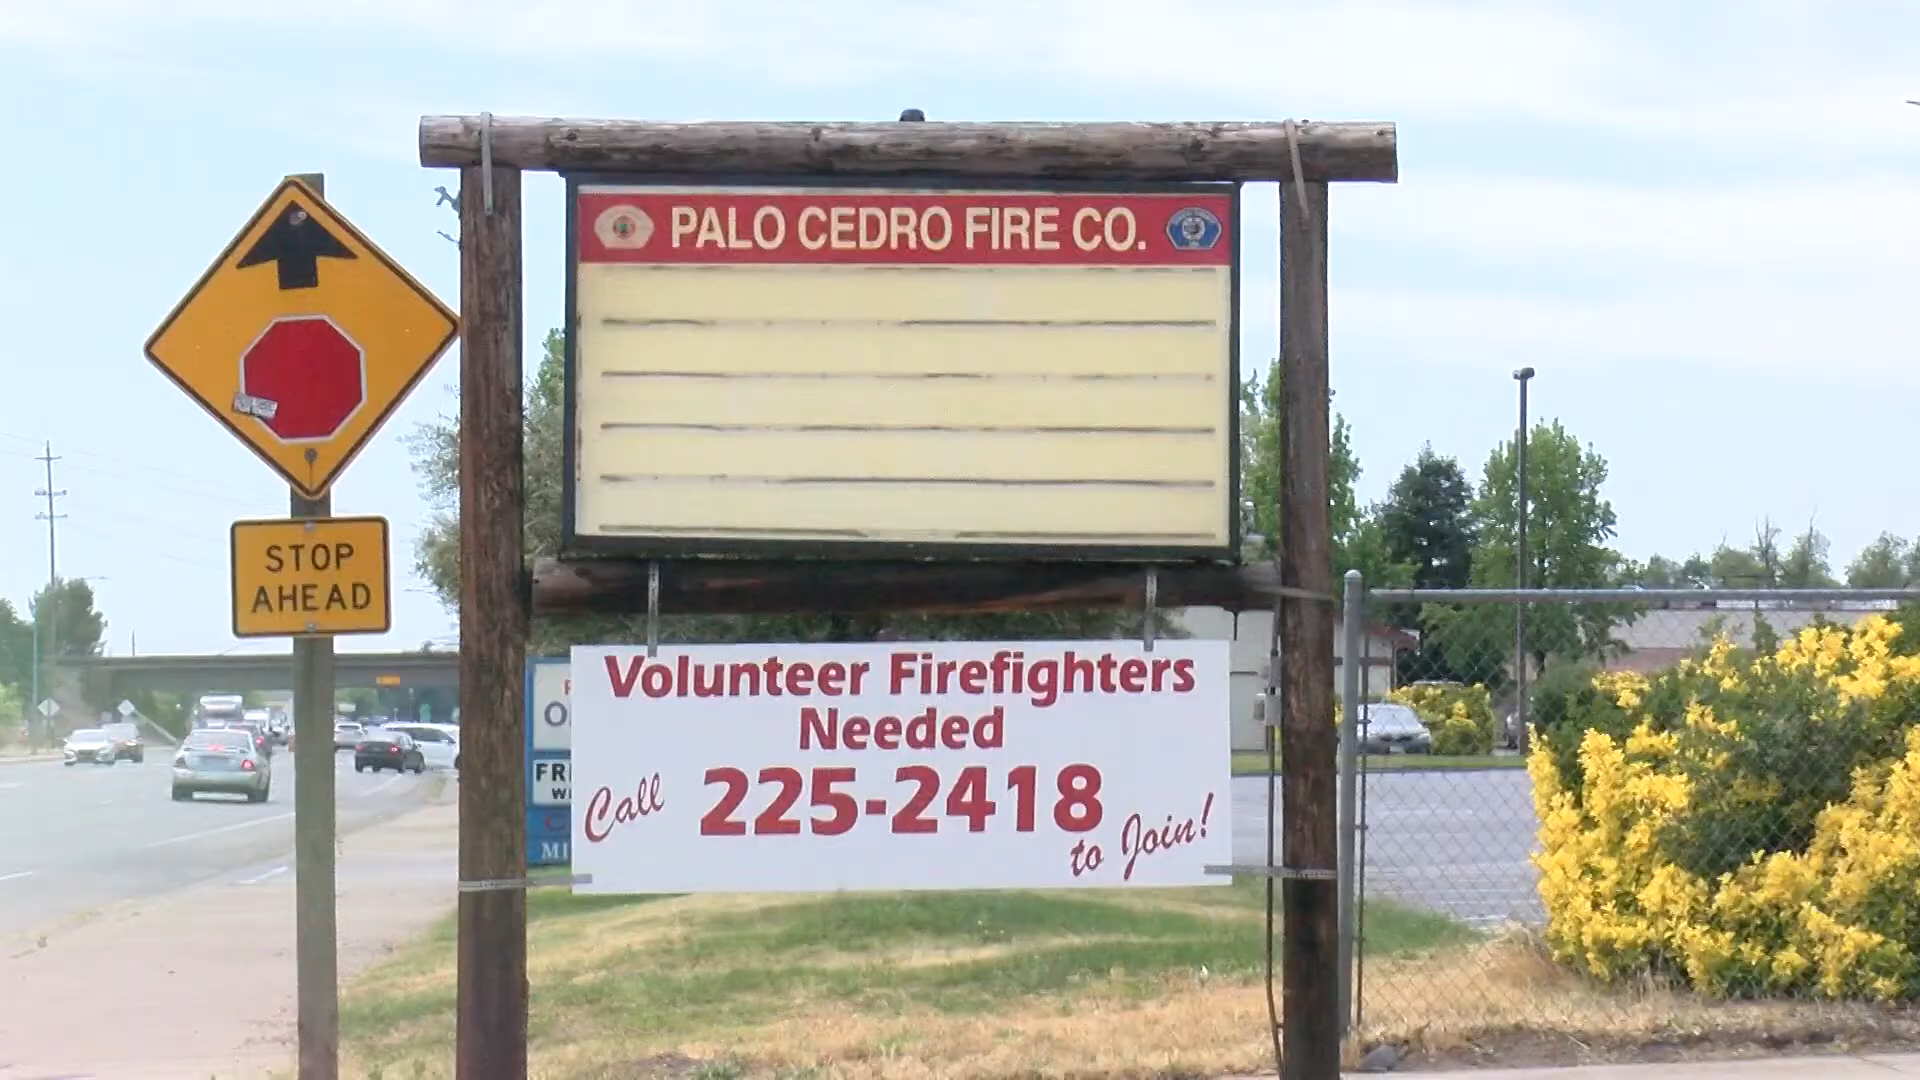 PALO CEDRO FIRE CO.
STOP
AHEAD
Volunteer Firefighters
Needed
Call 225-2418 to Join!